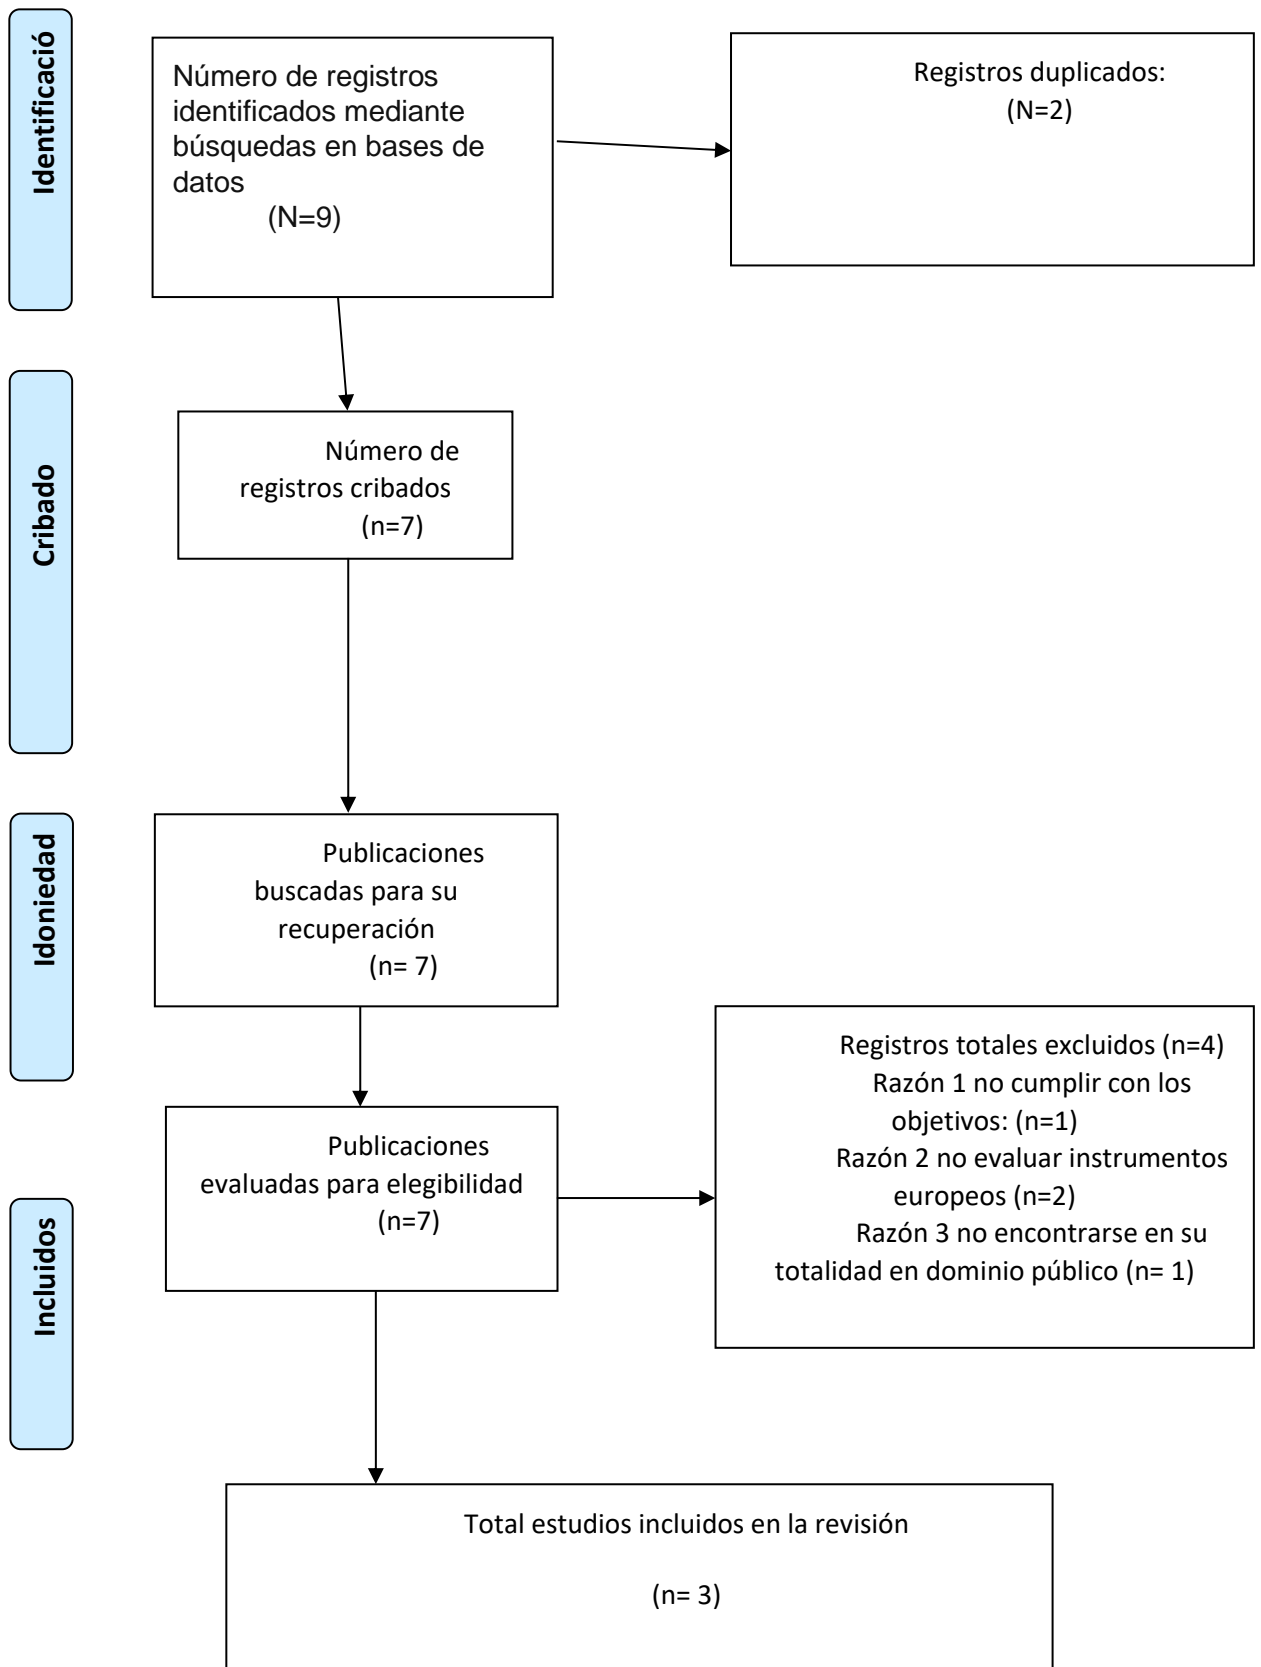 Identificació
Número de registros
identificados mediante
búsquedas en bases de
datos
(N=9)
Registros duplicados:
(N=2)
Cribado
Número de
registros cribados
(n=7)
Idoniedad
Publicaciones
buscadas para su
recuperación
(n= 7)
Publicaciones
evaluadas para elegibilidad
(n=7)
Registros totales excluidos (n=4)
Razón 1 no cumplir con los
objetivos: (n=1)
Razón 2 no evaluar instrumentos
europeos (n=2)
Razón 3 no encontrarse en su
totalidad en dominio público (n= 1)
Incluidos
Total estudios incluidos en la revisión
(n= 3)